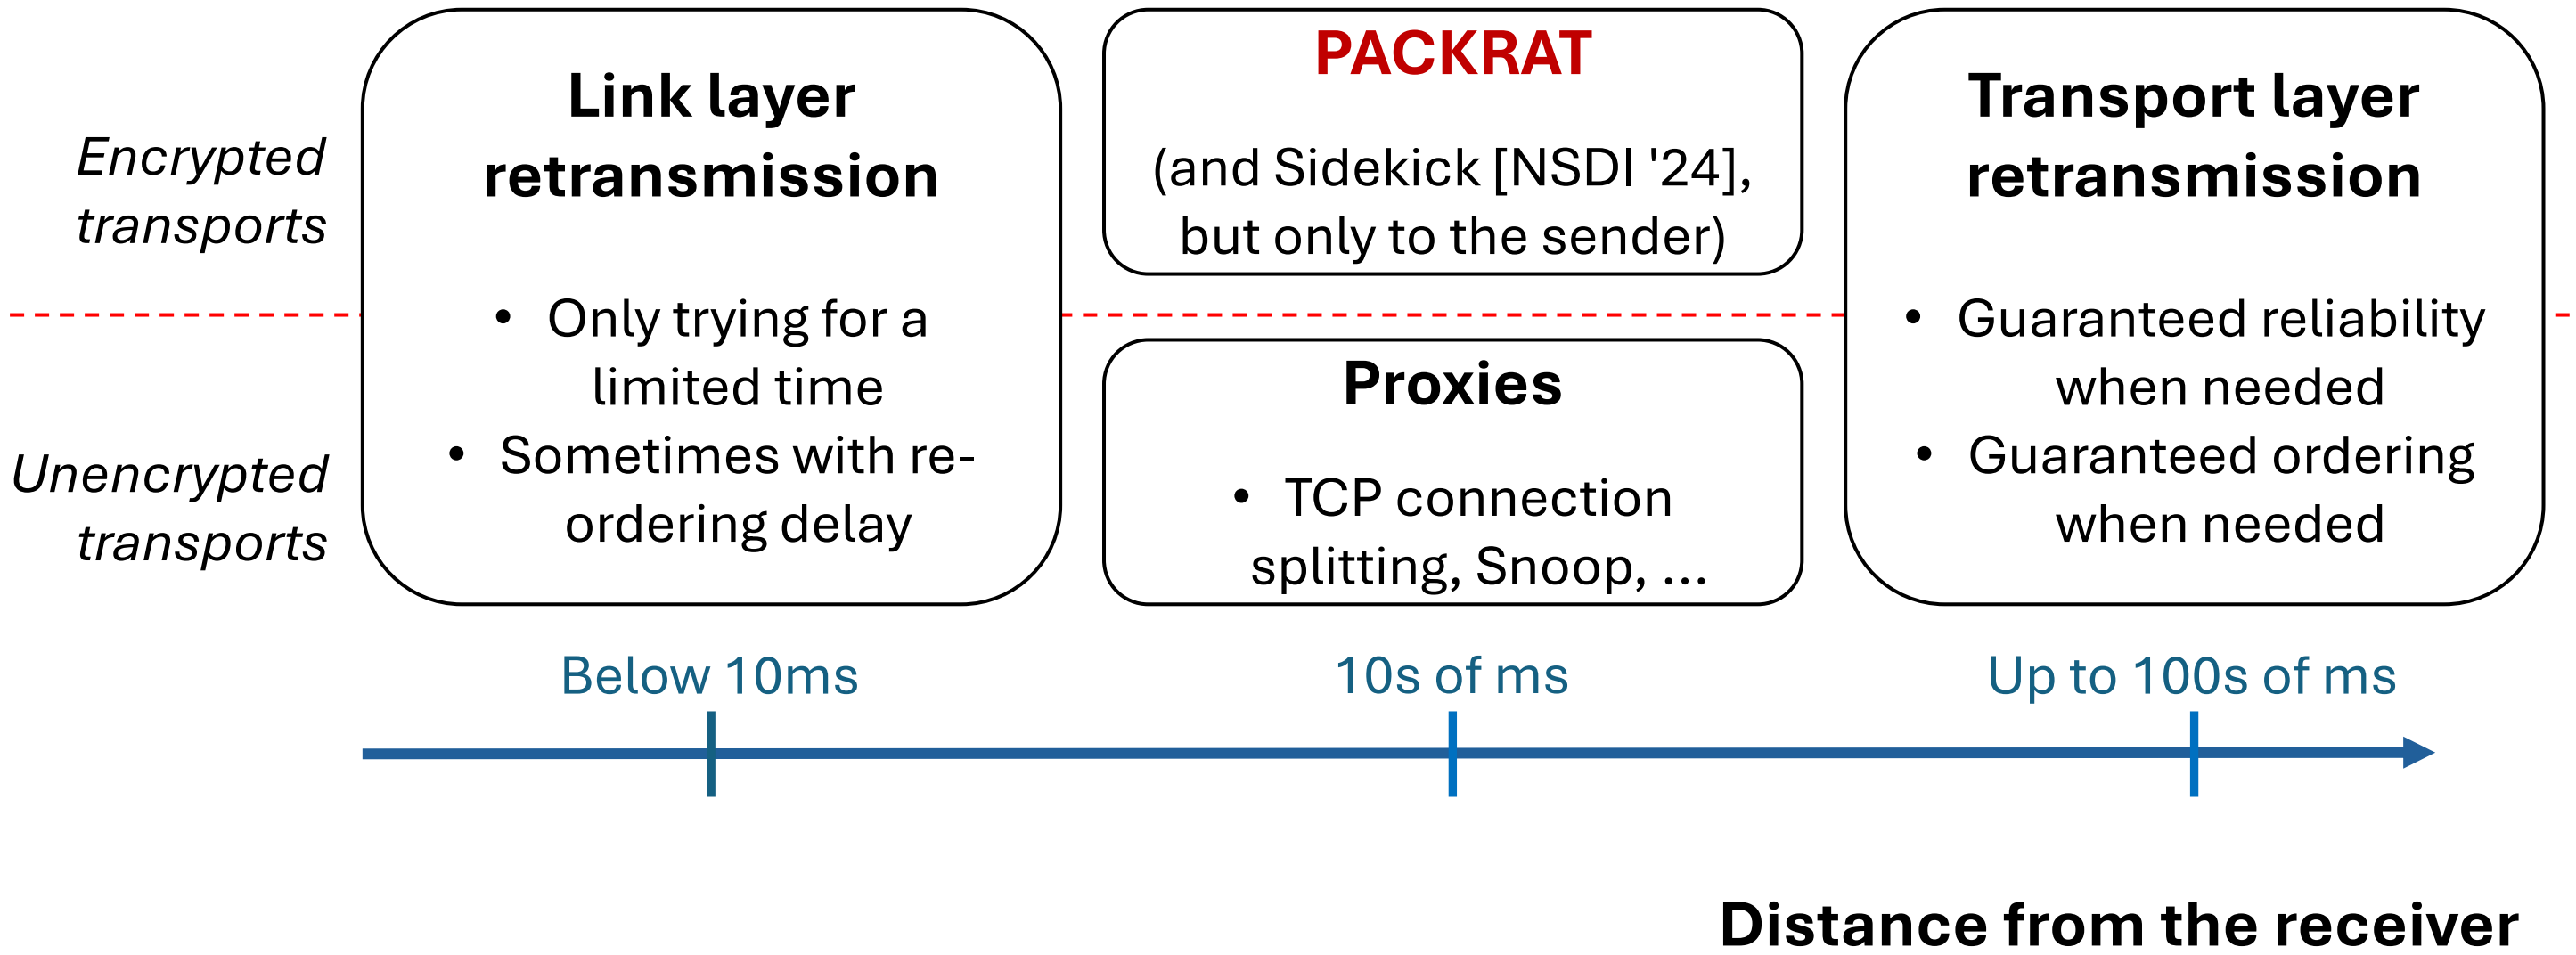 Encrypted
transports
Unencrypted
transports
Link layer
retransmission
• Only trying for a
limited time
• Sometimes with re-
ordering delay
PACKRAT
(and Sidekick [NSDI '24],
but only to the sender)
Proxies
• TCP connection
splitting, Snoop, ...
Transport layer
retransmission
• Guaranteed reliability
when needed
• Guaranteed ordering
when needed
Below 10ms
10s of ms
Up to 100s of ms
Distance from the receiver